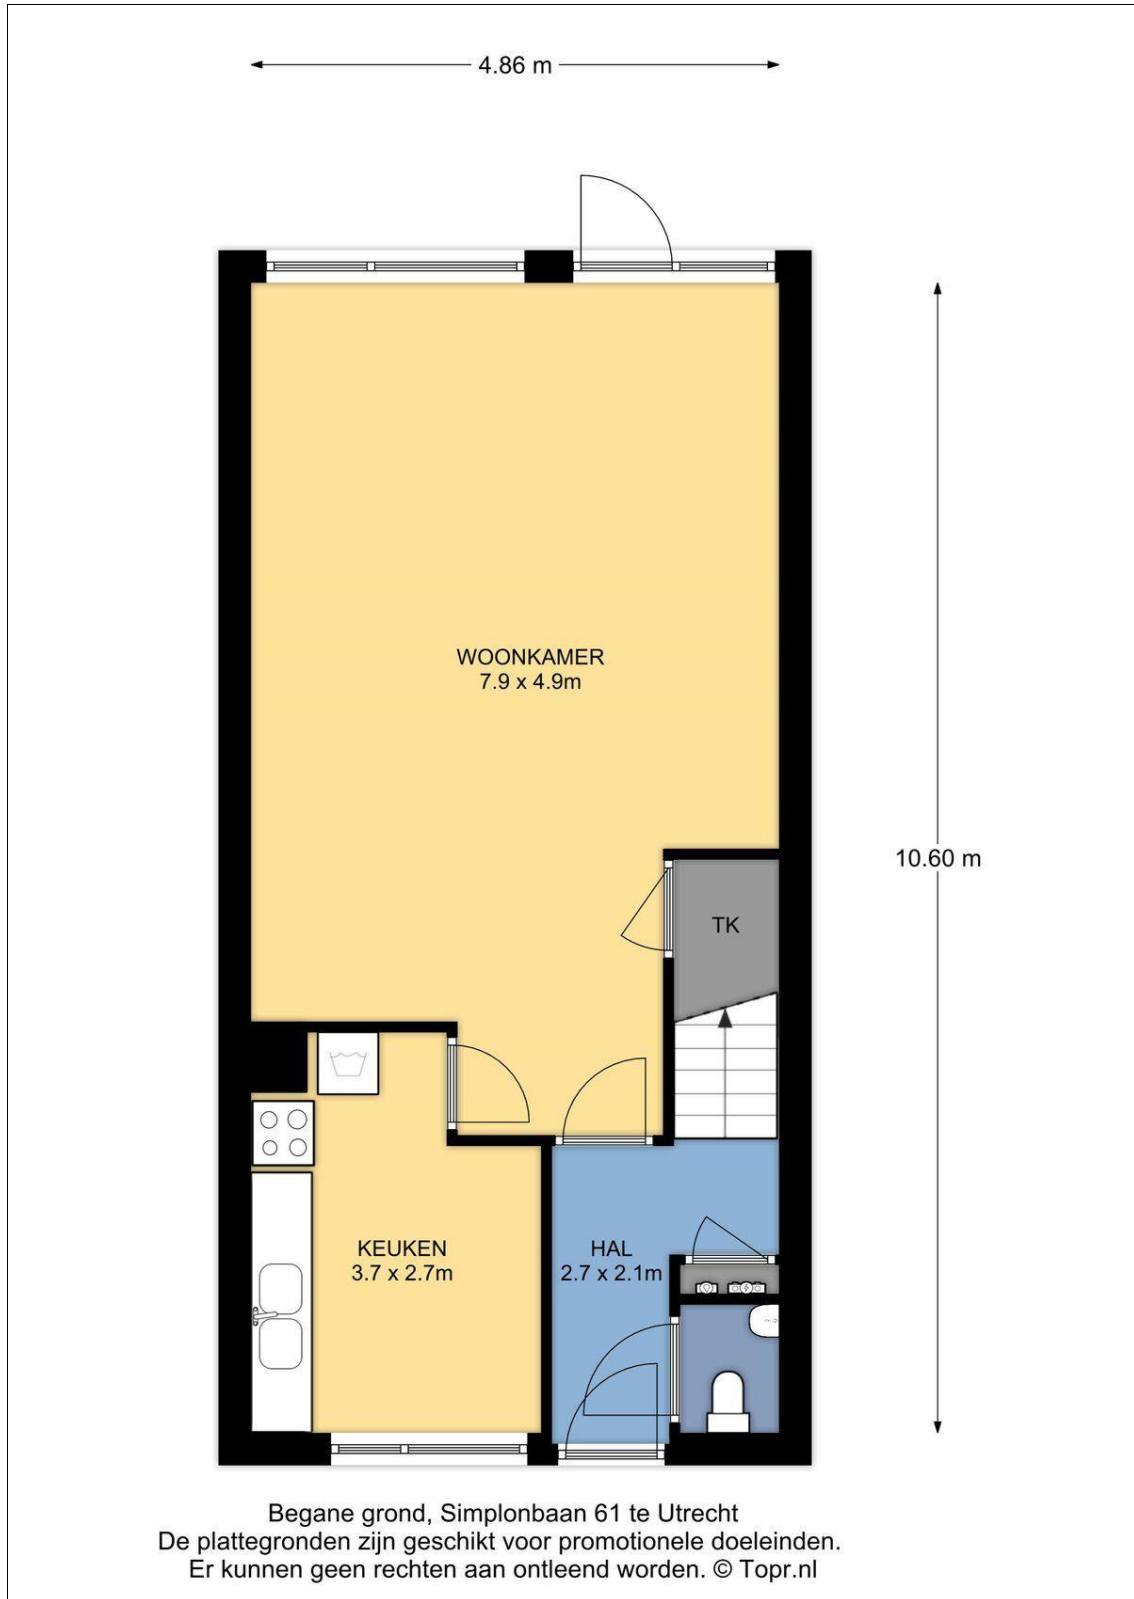 4.86 m
WOONKAMER
7.9 x 4.9m
10.60 m
TK
KEUKEN
3.7 x 2.7m
HAL
2.7 x 2.1m
Begane grond, Simplonbaan 61 te Utrecht
De plattegronden zijn geschikt voor promotionele doeleinden.
Er kunnen geen rechten aan ontleend worden. © Topr.nl